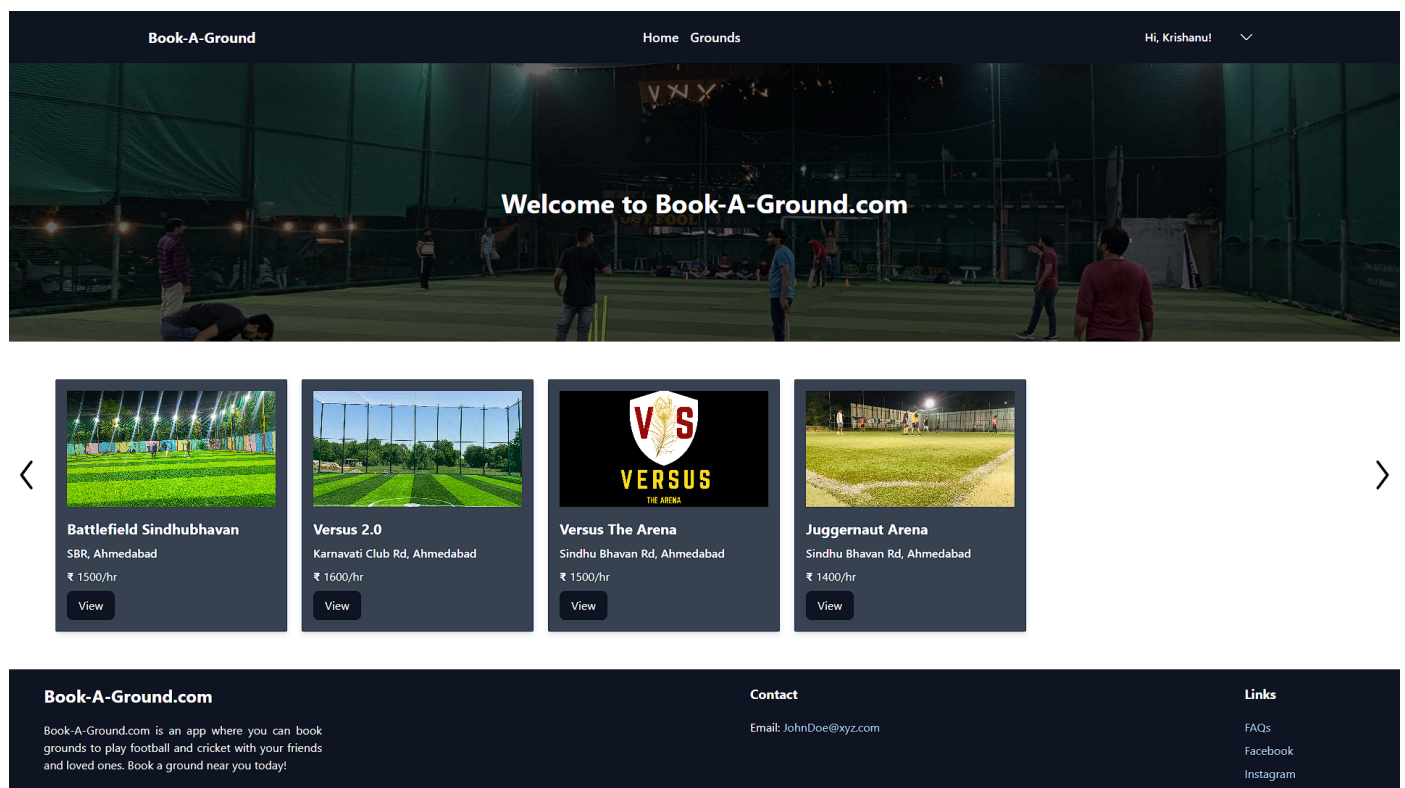 Book-A-Ground
Home Grounds
Hi, Krishanu!
Welcome to Book-A-Ground.com
VS
VERSUS
THE ARENA
Battlefield Sindhubhavan
SBR, Ahmedabad
₹ 1500/hr
View
Versus 2.0
Karnavati Club Rd, Ahmedabad
₹ 1600/hr
View
Versus The Arena
Sindhu Bhavan Rd, Ahmedabad
₹ 1500/hr
View
Juggernaut Arena
Sindhu Bhavan Rd, Ahmedabad
₹ 1400/hr
View
Book-A-Ground.com
Book-A-Ground.com is an app where you can book
grounds to play football and cricket with your friends
and loved ones. Book a ground near you today!
Contact
Email: JohnDoe@xyz.com
Links
FAQs
Facebook
Instagram